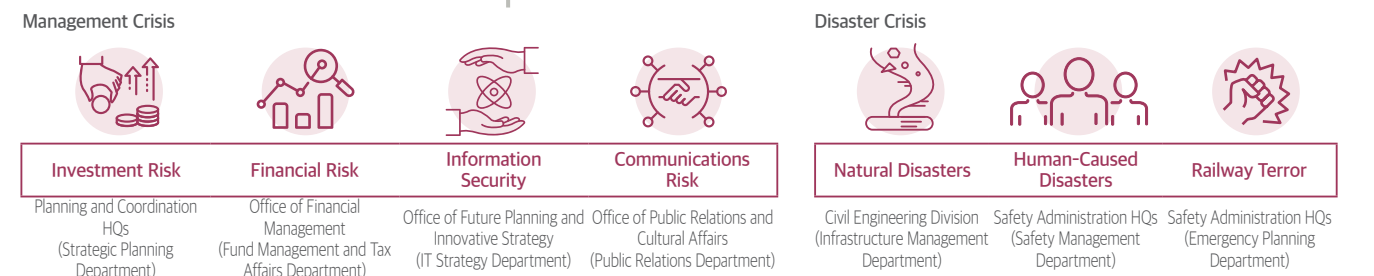 Management Crisis
Investment Risk
Financial Risk
Information
Security
Communications
Risk
Planning and Coordination
HQs
(Strategic Planning
Department)
Office of Financial
Management
(Fund Management and Tax
Affairs Department)
Office of Future Planning and
Innovative Strategy
(IT Strategy Department)
Office of Public Relations and
Cultural Affairs
(Public Relations Department)
Disaster Crisis
Natural Disasters
Human-Caused
Disasters
Railway Terror
Civil Engineering Division
(Infrastructure Management
Department)
Safety Administration HQs
(Safety Management
Department)
Safety Administration HQs
(Emergency Planning
Department)